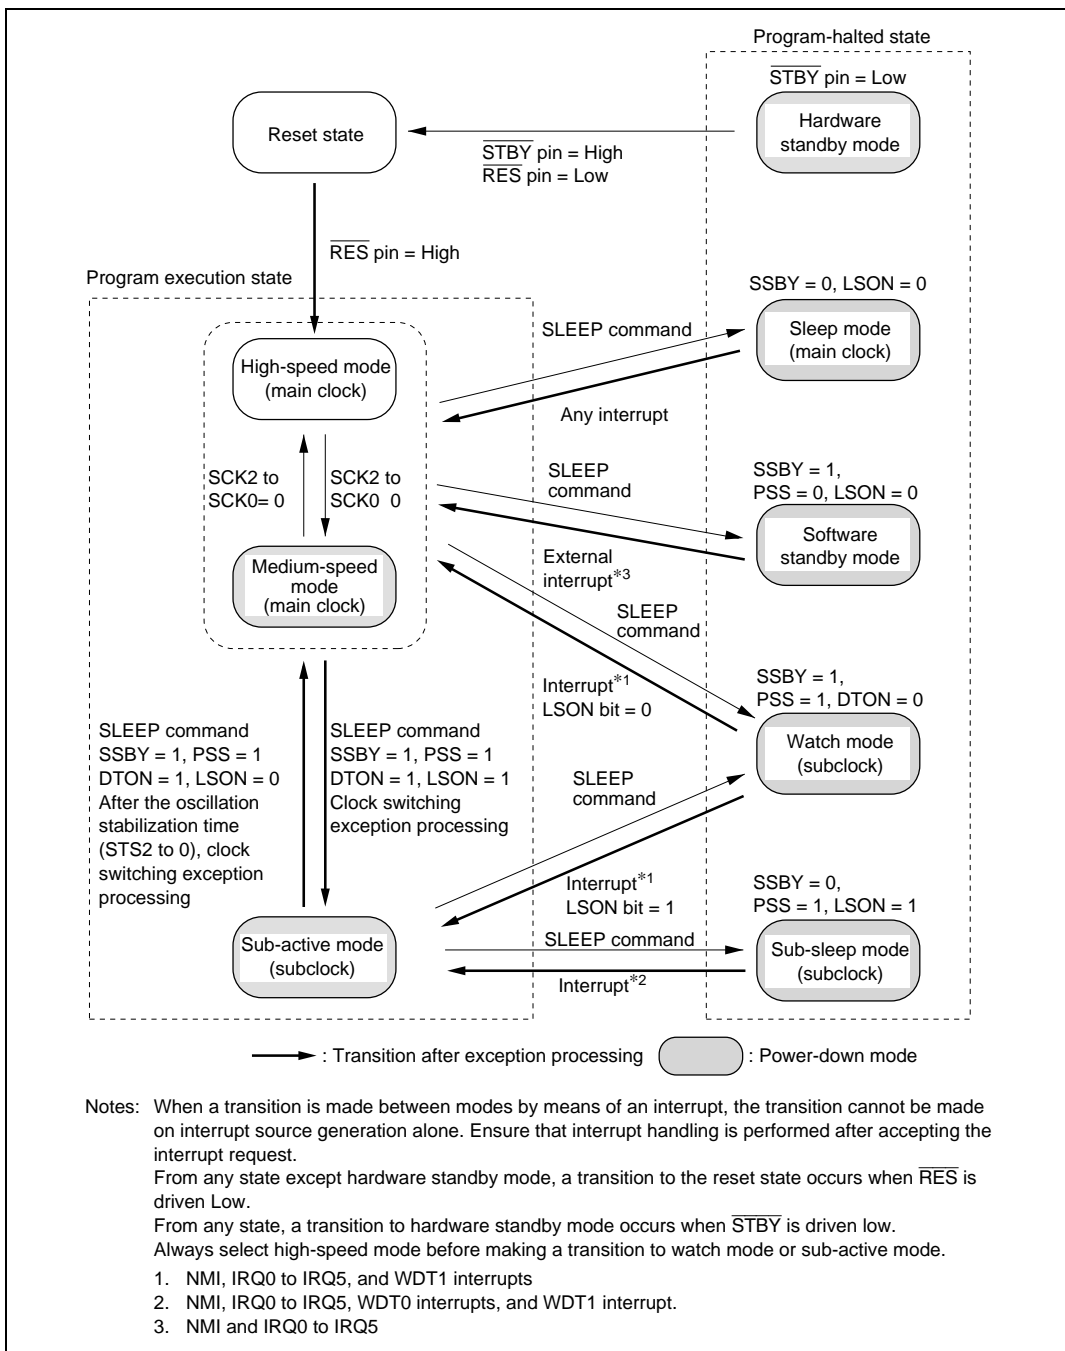 Program-halted state
STBY pin = Low
Hardware
standby mode
Reset state
STBY pin = High
RES pin = Low
RES pin = High
Program execution state
SSBY = 0, LSON = 0
SLEEP command
Sleep mode
(main clock)
High-speed mode
(main clock)
Any interrupt
SCK2 to
SCK0= 0
SCK2 to
SCK0 0
SLEEP
command
SSBY = 1,
PSS = 0, LSON = 0
Software
standby mode
Medium-speed
mode
(main clock)
External
interrupt*3
SLEEP
command
Interrupt*1
LSON bit = 0
SSBY = 1,
PSS = 1, DTON = 0
Watch mode
(subclock)
SLEEP command
SSBY = 1, PSS = 1
DTON = 1, LSON = 0
After the oscillation
stabilization time
(STS2 to 0), clock
switching exception
processing
SLEEP command
SSBY = 1, PSS = 1
DTON = 1, LSON = 1
Clock switching
exception processing
SLEEP
command
Interrupt*1
LSON bit = 1
SSBY = 0,
PSS = 1, LSON = 1
Sub-active mode
(subclock)
SLEEP command
Sub-sleep mode
(subclock)
Interrupt*2
: Transition after exception processing
: Power-down mode
Notes: When a transition is made between modes by means of an interrupt, the transition cannot be made
on interrupt source generation alone. Ensure that interrupt handling is performed after accepting the
interrupt request.
From any state except hardware standby mode, a transition to the reset state occurs when RES is
driven Low.
From any state, a transition to hardware standby mode occurs when STBY is driven low.
Always select high-speed mode before making a transition to watch mode or sub-active mode.
1. NMI, IRQ0 to IRQ5, and WDT1 interrupts
2. NMI, IRQ0 to IRQ5, WDT0 interrupts, and WDT1 interrupt.
3. NMI and IRQ0 to IRQ5